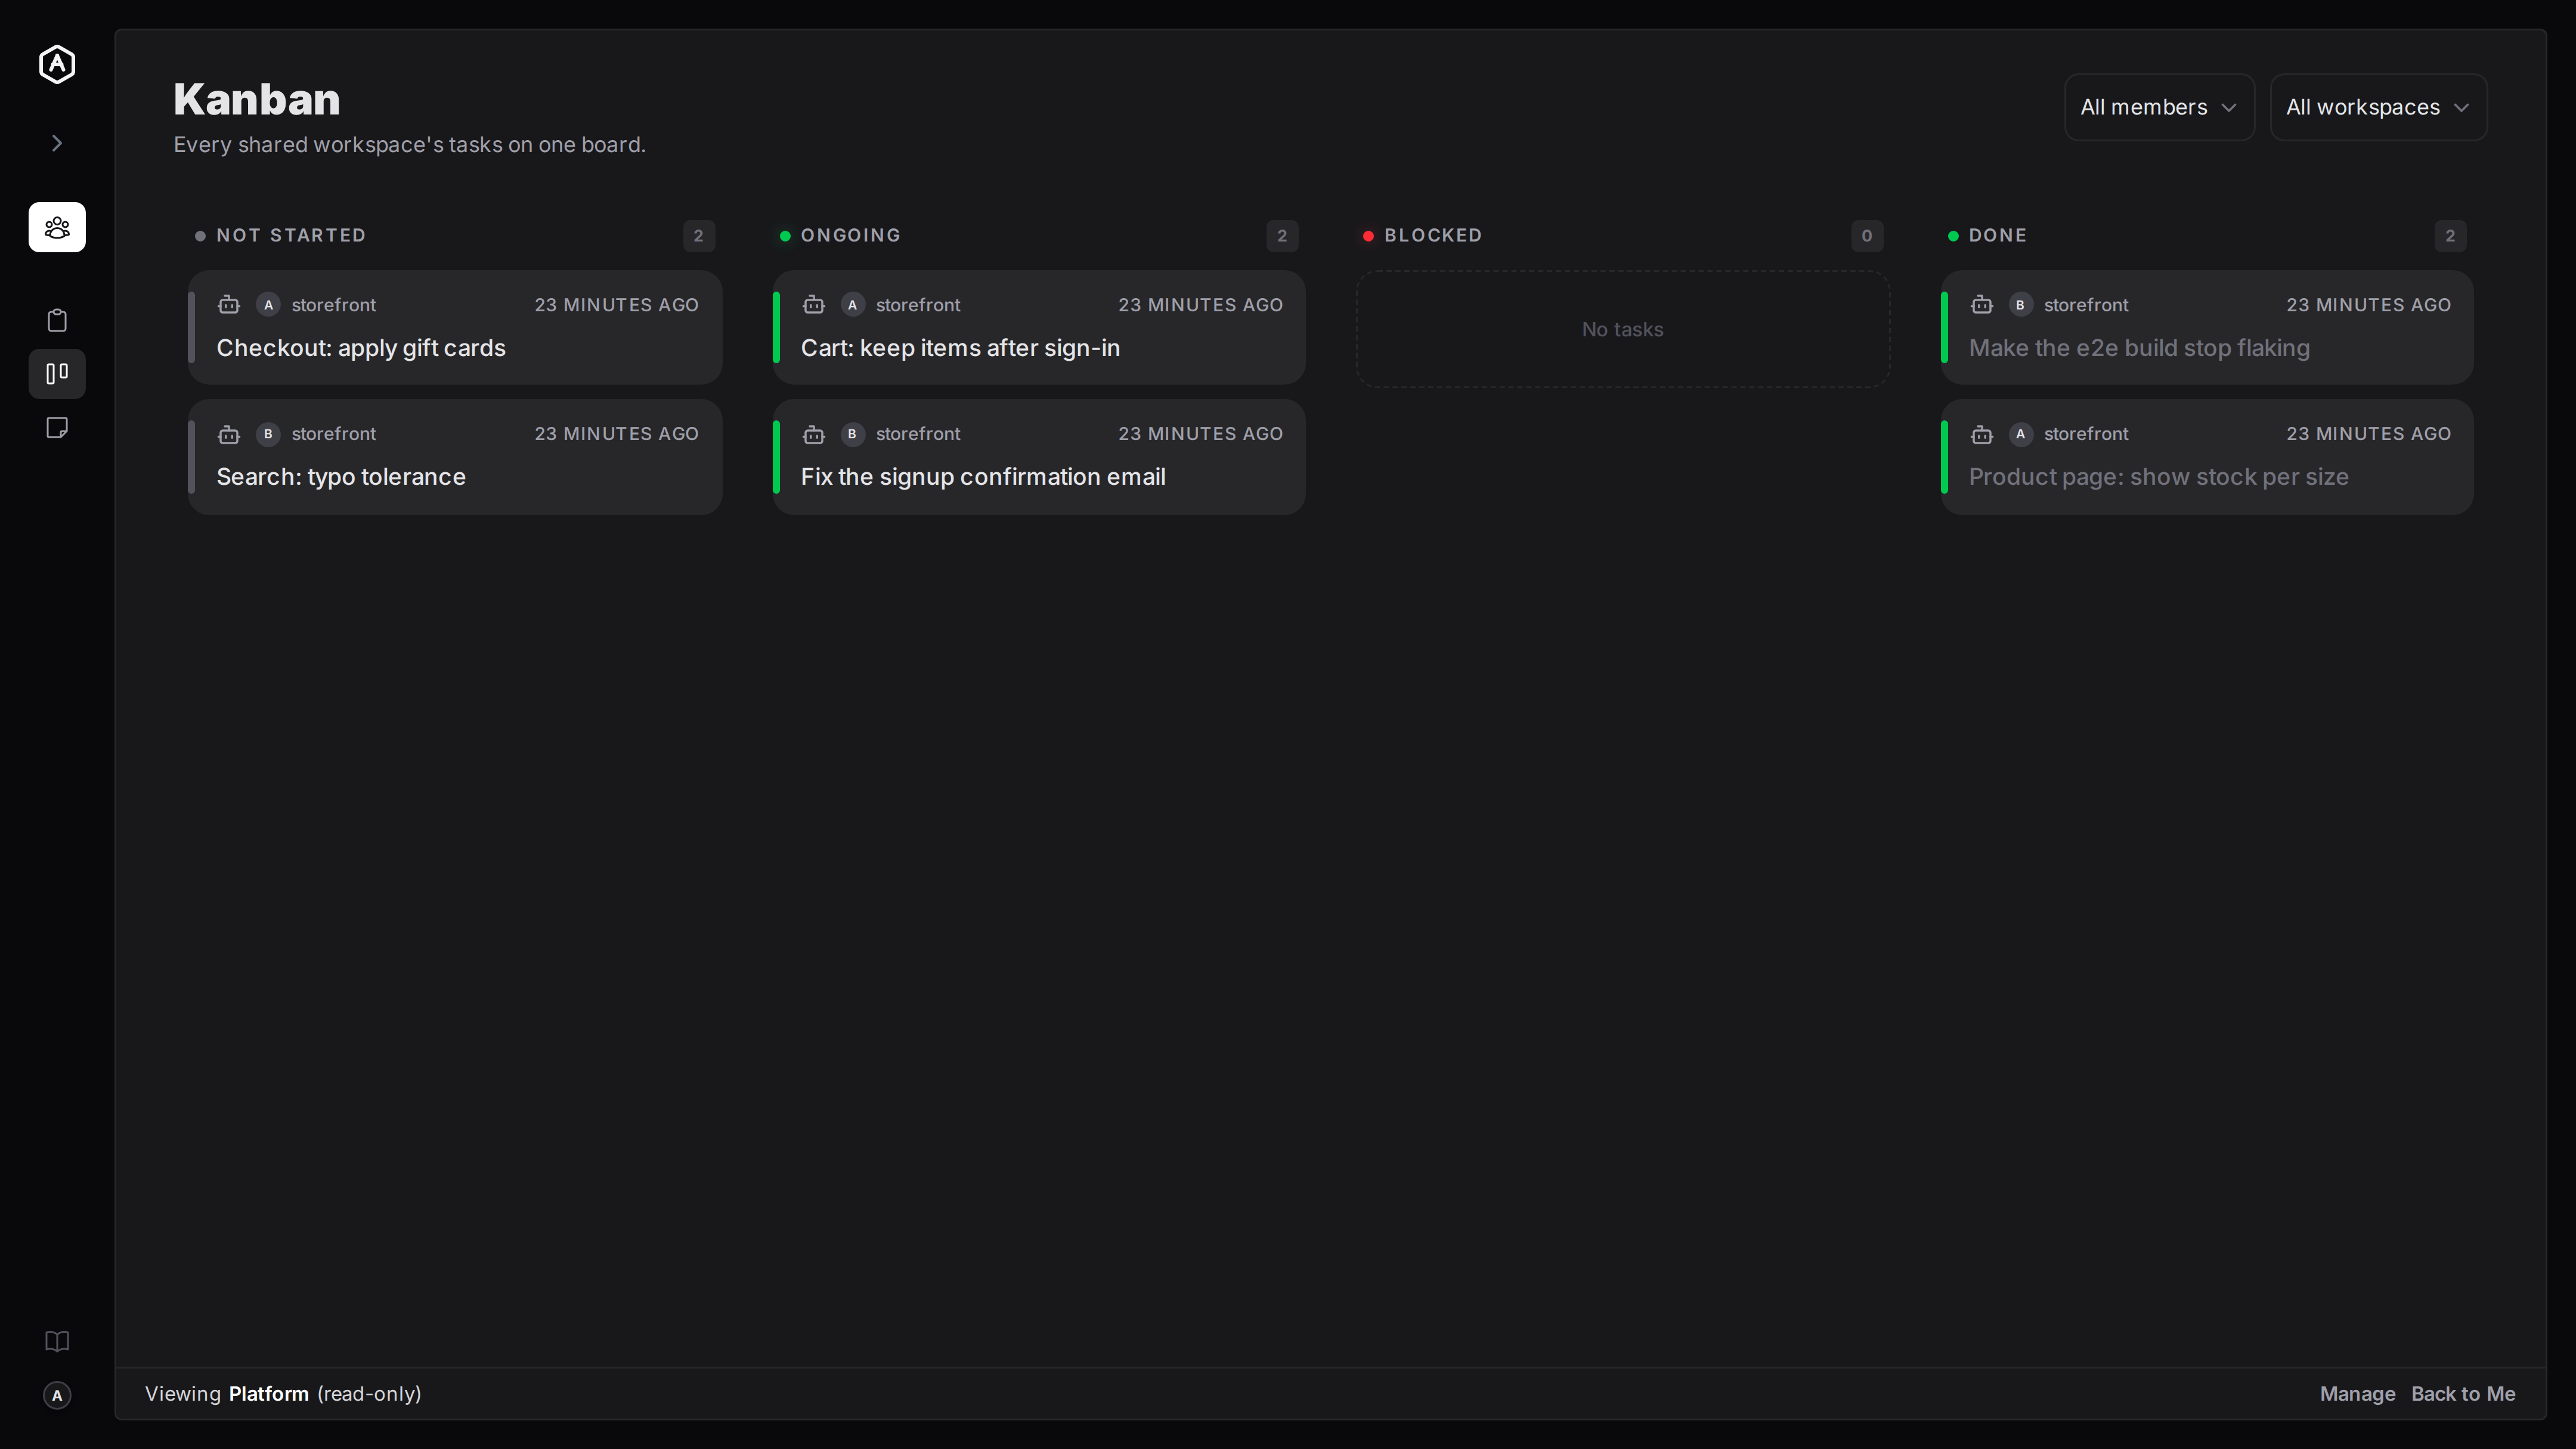 A
Kanban
Every shared workspace's tasks on one board.
All members
All workspaces
NOT STARTED 2
A storefront 23 MINUTES AGO
Checkout: apply gift cards
B storefront 23 MINUTES AGO
Search: typo tolerance
ONGOING 2
A storefront 23 MINUTES AGO
Cart: keep items after sign-in
B storefront 23 MINUTES AGO
Fix the signup confirmation email
BLOCKED 0
No tasks
DONE 2
B storefront 23 MINUTES AGO
Make the e2e build stop flaking
A storefront 23 MINUTES AGO
Product page: show stock per size
A
Viewing Platform (read-only)
Manage Back to Me